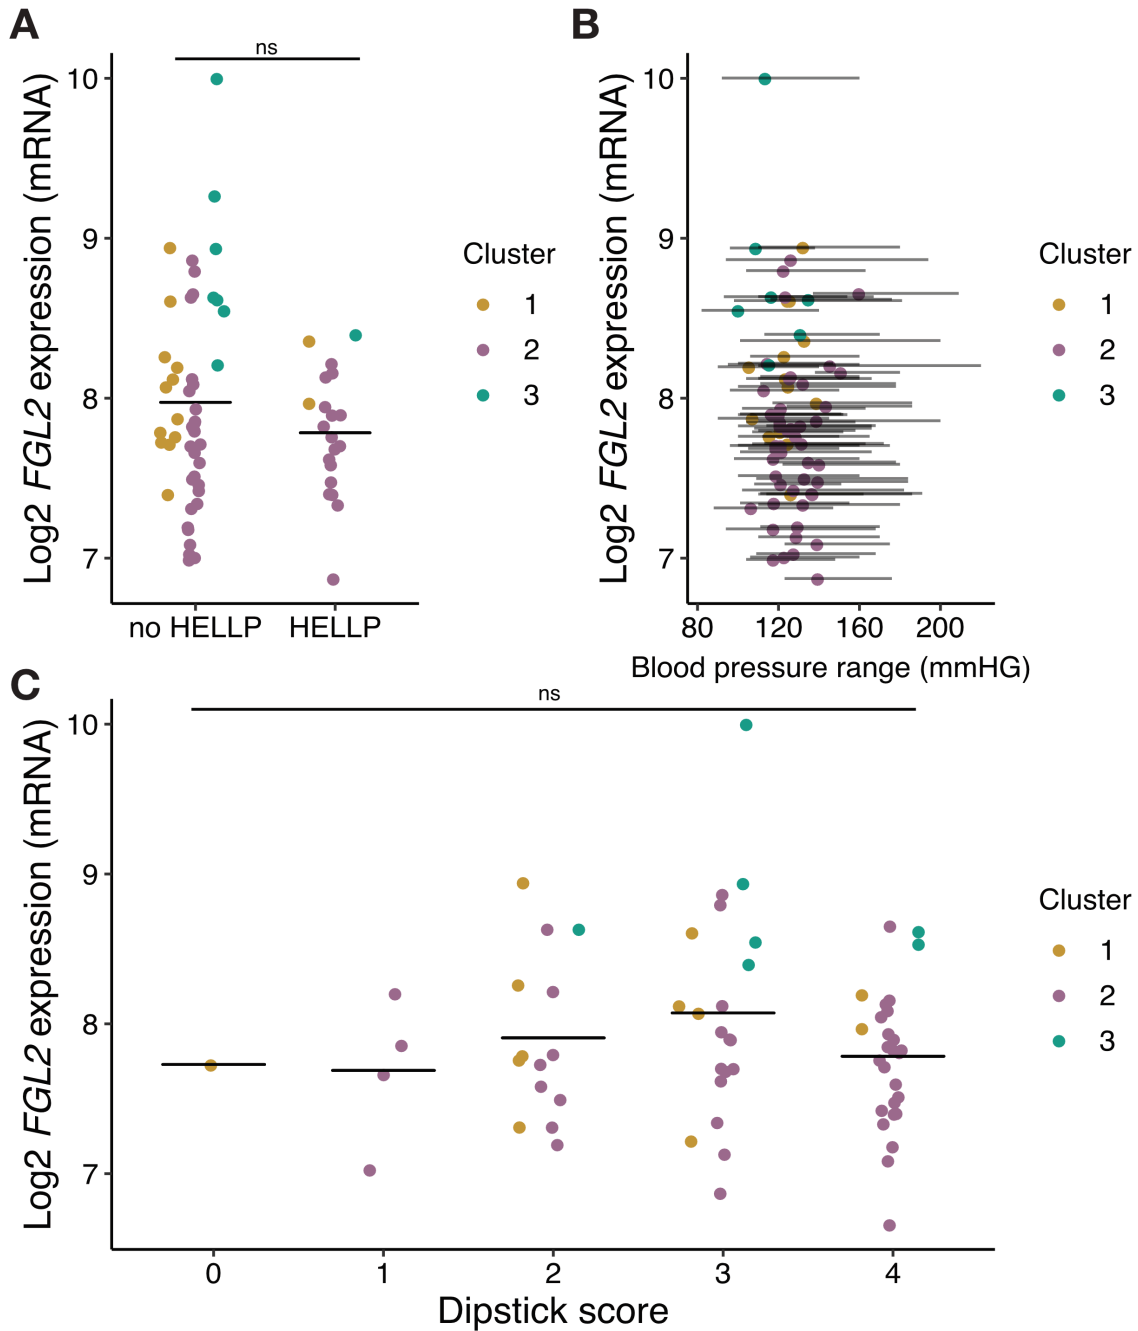 A
ns
10
9
8
7
Log2 FGL2 expression (mRNA)
no HELLP HELLP
Cluster
1
2
3
B
10
9
8
7
Log2 FGL2 expression (mRNA)
80 120 160 200
Blood pressure range (mmHG)
Cluster
1
2
3
C
ns
10
9
8
7
Log2 FGL2 expression (mRNA)
0 1 2 3 4
Dipstick score
Cluster
1
2
3